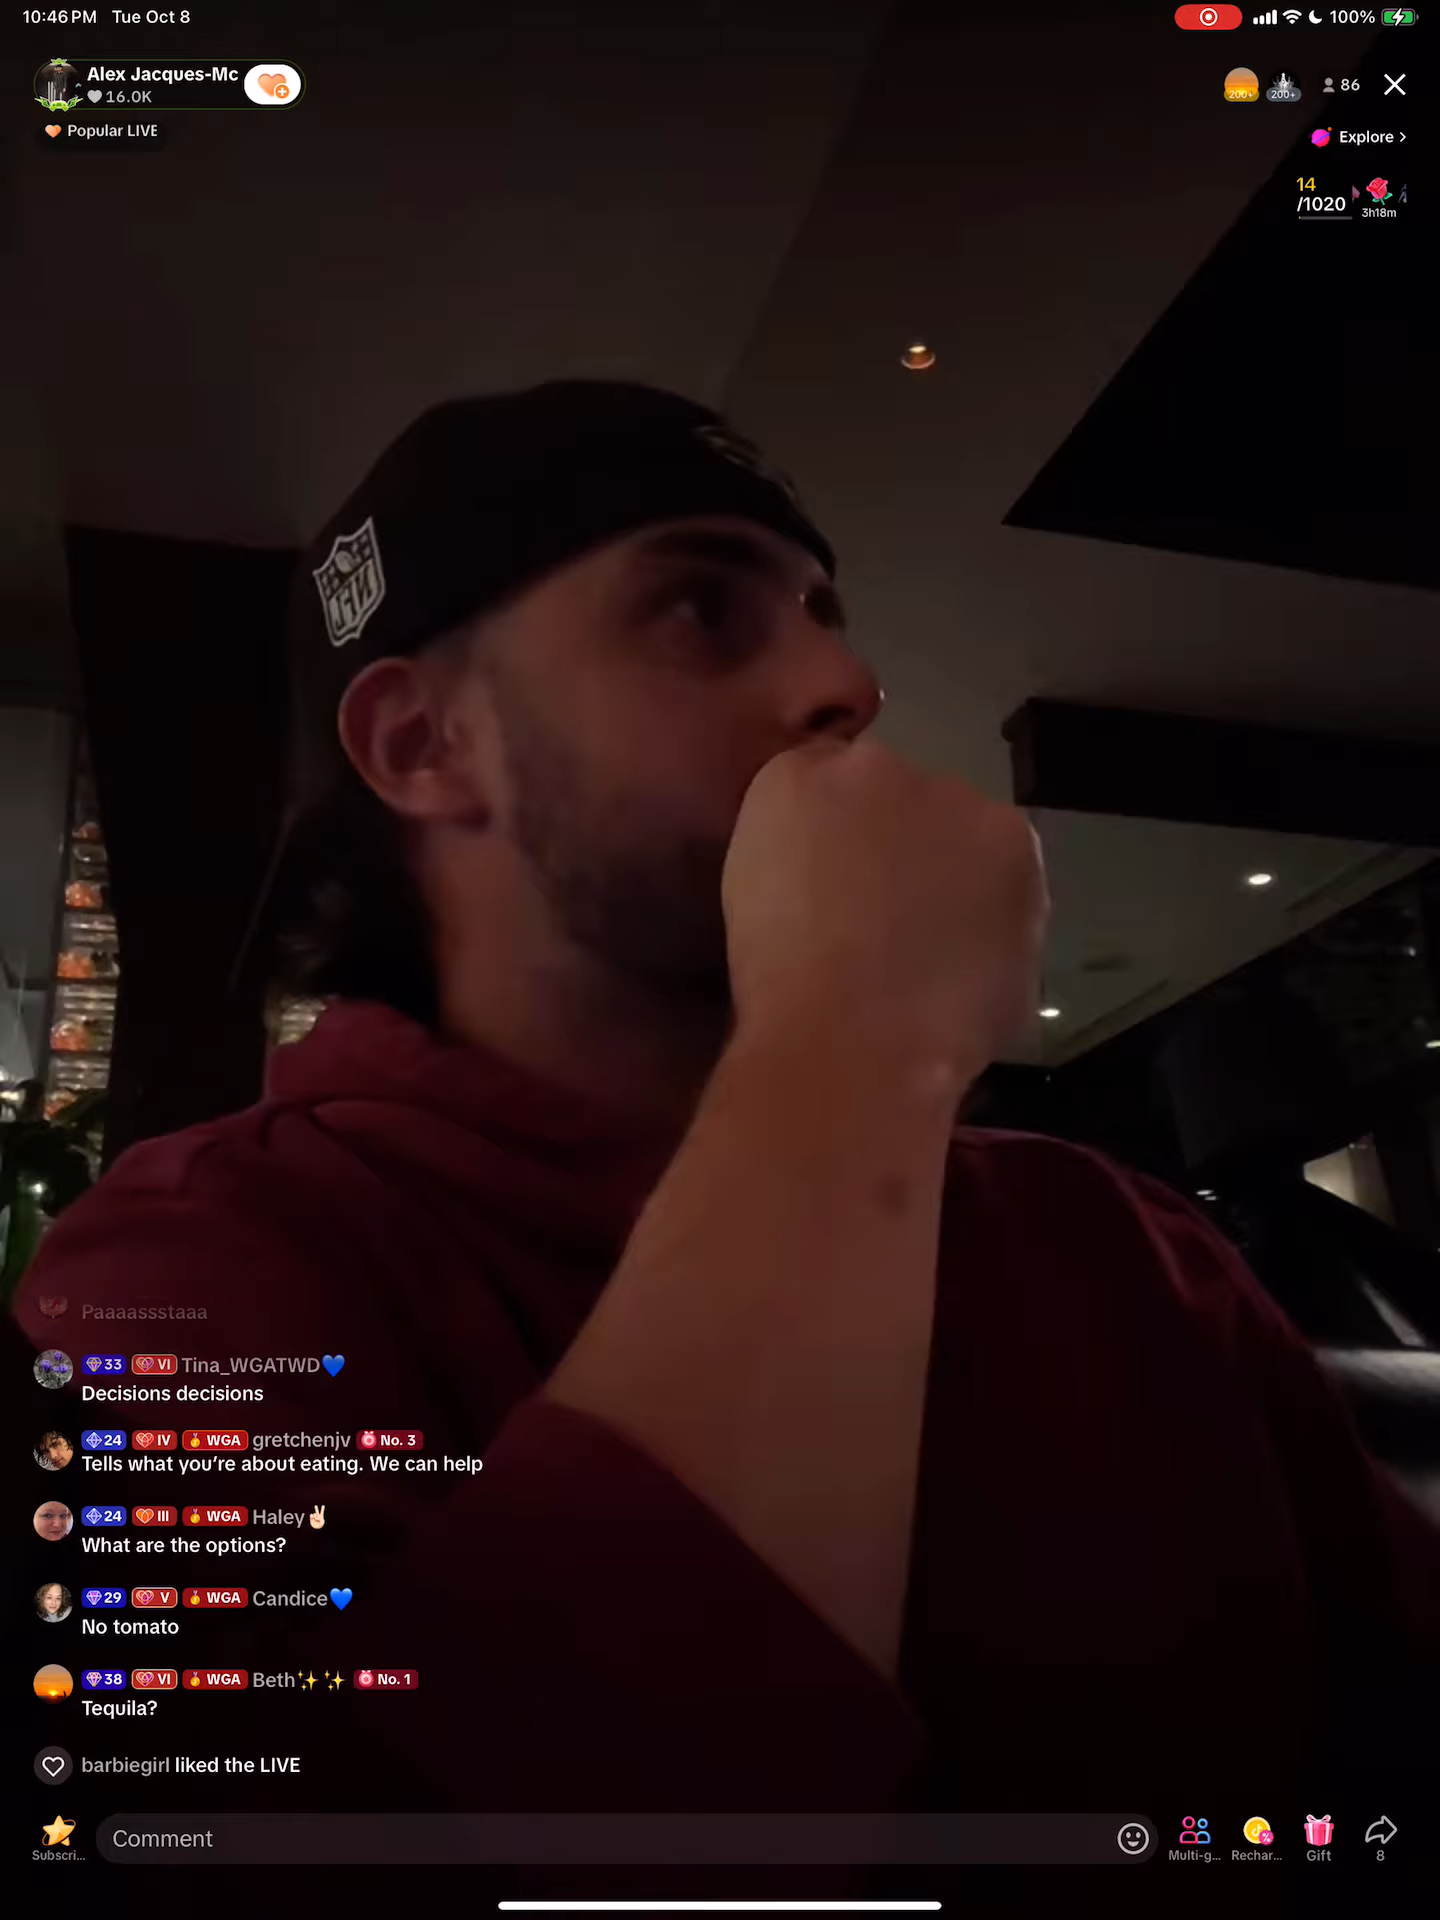 10:46 PM Tue Oct 8
100%
Alex Jacques-Mc
16.0K
200+
200+
86
Popular LIVE
Explore >
14
/1020
3h18m
NFL
Paaaassstaaa
33 VI Tina_WGATWD💙
Decisions decisions
24 IV WGA gretchenjv No. 3
Tells what you’re about eating. We can help
24 III WGA Haley✌🏻
What are the options?
29 V WGA Candice💙
No tomato
38 VI WGA Beth✨✨ No. 1
Tequila?
barbiegirl liked the LIVE
Comment
Subscri...
Multi-g...
Rechar...
Gift
8